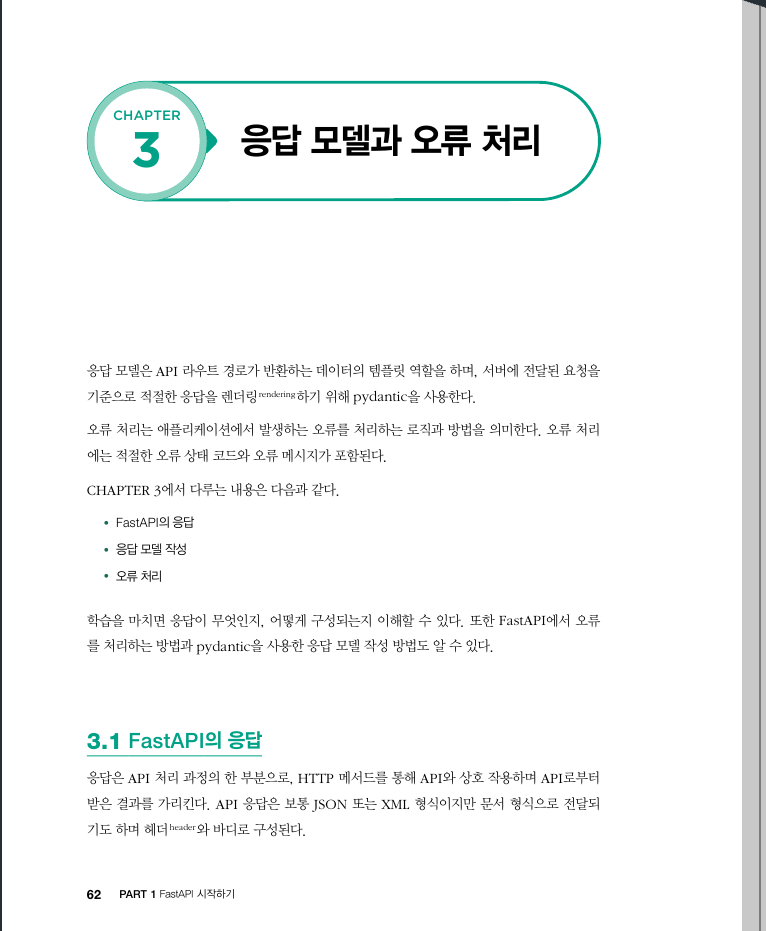 CHAPTER
3
응답 모델과 오류 처리
응답 모델은 API 라우트 경로가 반환하는 데이터의 템플릿 역할을 하며, 서버에 전달된 요청을
기준으로 적절한 응답을 렌더링rendering하기 위해 pydantic을 사용한다.
오류 처리는 애플리케이션에서 발생하는 오류를 처리하는 로직과 방법을 의미한다. 오류 처리
에는 적절한 오류 상태 코드와 오류 메시지가 포함된다.
CHAPTER 3에서 다루는 내용은 다음과 같다.
• FastAPI의 응답
• 응답 모델 작성
• 오류 처리
학습을 마치면 응답이 무엇인지, 어떻게 구성되는지 이해할 수 있다. 또한 FastAPI에서 오류
를 처리하는 방법과 pydantic을 사용한 응답 모델 작성 방법도 알 수 있다.
3.1 FastAPI의 응답
응답은 API 처리 과정의 한 부분으로, HTTP 메서드를 통해 API와 상호 작용하며 API로부터
받은 결과를 가리킨다. API 응답은 보통 JSON 또는 XML 형식이지만 문서 형식으로 전달되
기도 하며 헤더header와 바디로 구성된다.
62 PART 1 FastAPI 시작하기